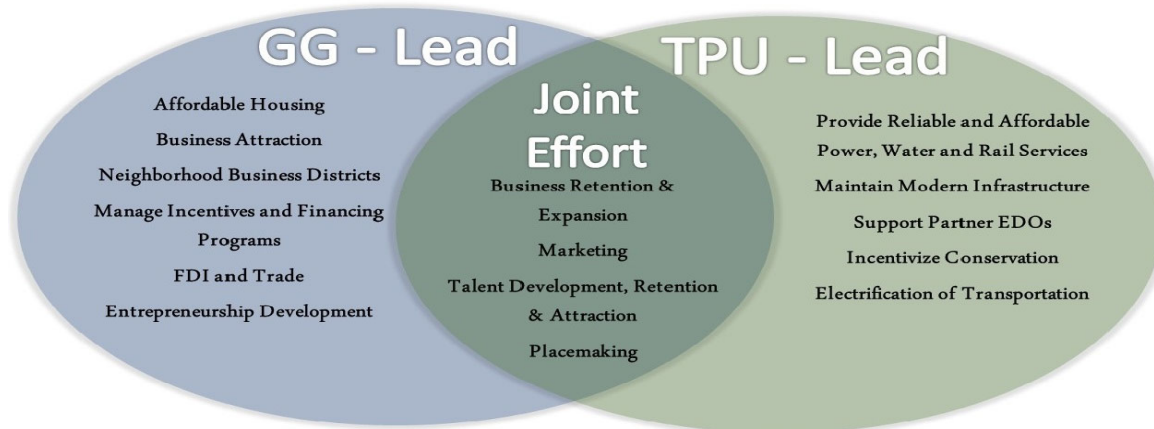 GG - Lead
Affordable Housing
Business Attraction
Neighborhood Business Districts
Manage Incentives and Financing
Programs
FDI and Trade
Entrepreneurship Development
Joint
Effort
Business Retention &
Expansion
Marketing
Talent Development, Retention
& Attraction
Placemaking
TPU - Lead
Provide Reliable and Affordable
Power, Water and Rail Services
Maintain Modern Infrastructure
Support Partner EDOs
Incentivize Conservation
Electrification of Transportation